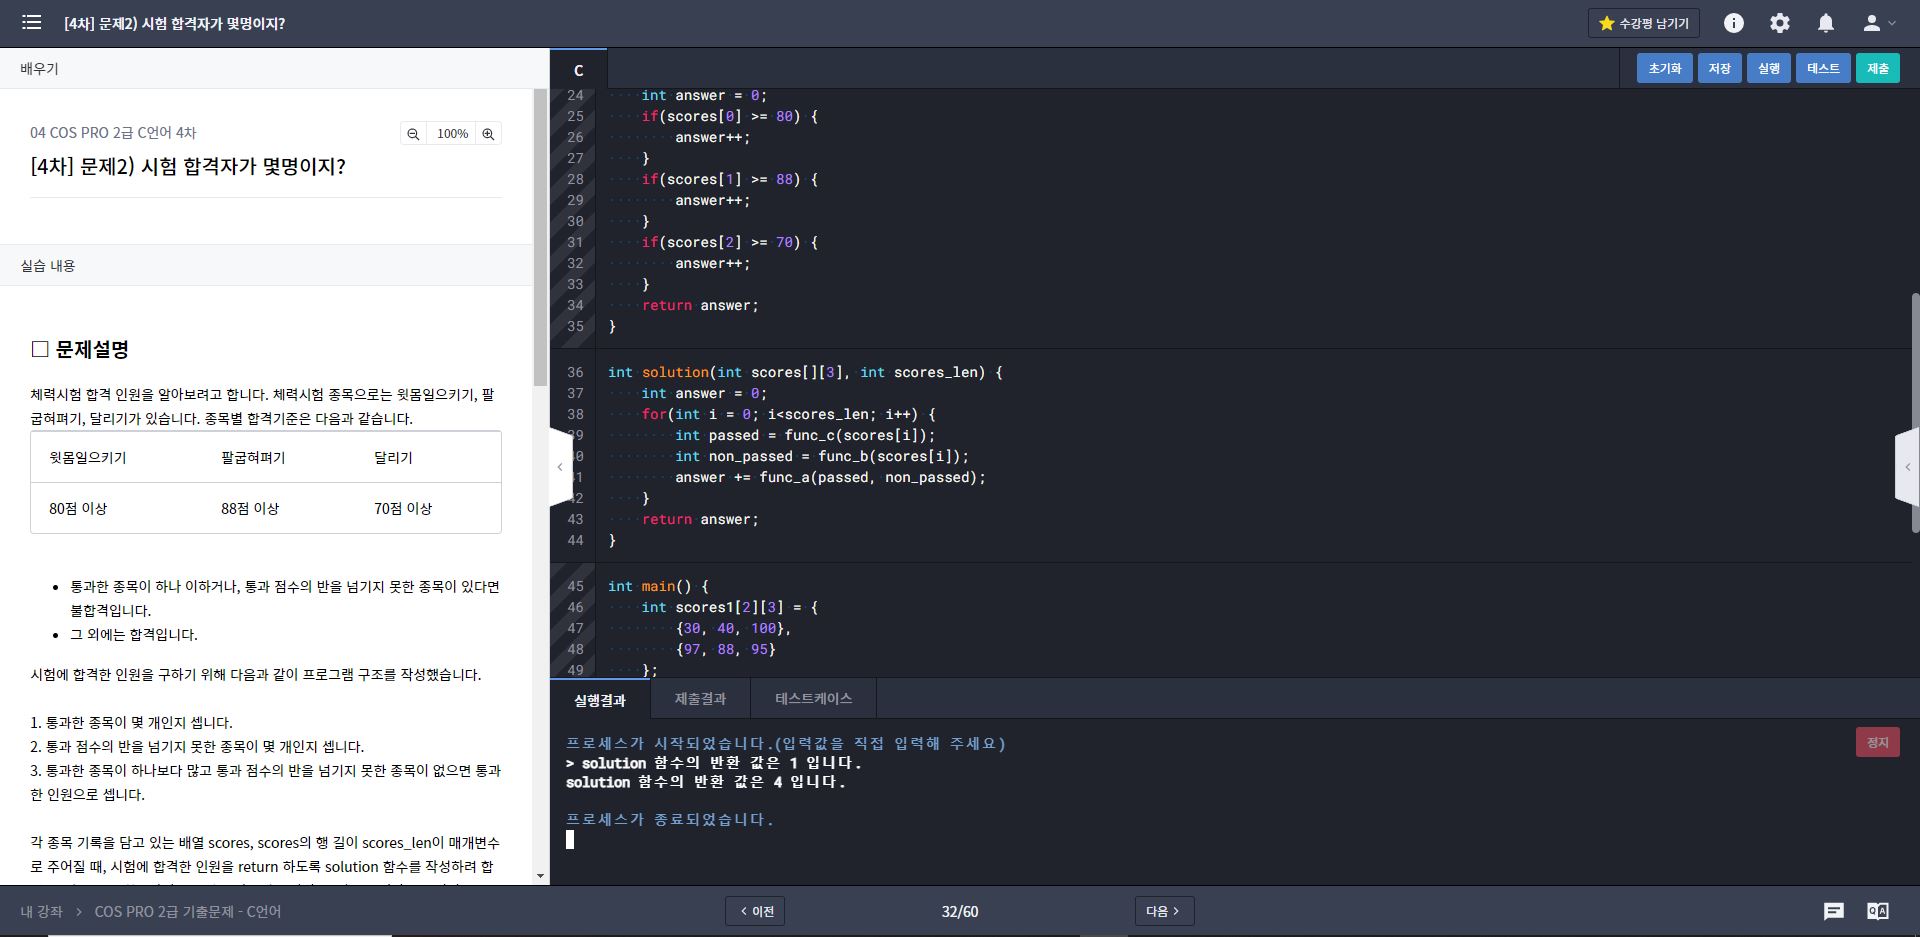 [4차] 문제2) 시험 합격자가 몇명이지?
수강평 남기기
배우기
04 COS PRO 2급 C언어 4차
100%
[4차] 문제2) 시험 합격자가 몇명이지?
실습 내용
□ 문제설명
체력시험 합격 인원을 알아보려고 합니다. 체력시험 종목으로는 윗몸일으키기, 팔
굽혀펴기, 달리기가 있습니다. 종목별 합격기준은 다음과 같습니다.
윗몸일으키기 팔굽혀펴기 달리기
80점 이상 88점 이상 70점 이상
• 통과한 종목이 하나 이하거나, 통과 점수의 반을 넘기지 못한 종목이 있다면
불합격입니다.
• 그 외에는 합격입니다.
시험에 합격한 인원을 구하기 위해 다음과 같이 프로그램 구조를 작성했습니다.
1. 통과한 종목이 몇 개인지 셉니다.
2. 통과 점수의 반을 넘기지 못한 종목이 몇 개인지 셉니다.
3. 통과한 종목이 하나보다 많고 통과 점수의 반을 넘기지 못한 종목이 없으면 통과
한 인원으로 셉니다.
각 종목 기록을 담고 있는 배열 scores, scores의 행 길이 scores_len이 매개변수
로 주어질 때, 시험에 합격한 인원을 return 하도록 solution 함수를 작성하려 합
C
초기화 저장 실행 테스트 제출
24 int answer = 0;
25 if(scores[0] >= 80) {
26 answer++;
27 }
28 if(scores[1] >= 88) {
29 answer++;
30 }
31 if(scores[2] >= 70) {
32 answer++;
33 }
34 return answer;
35 }
36 int solution(int scores[][3], int scores_len) {
37 int answer = 0;
38 for(int i = 0; i<scores_len; i++) {
39 int passed = func_c(scores[i]);
40 int non_passed = func_b(scores[i]);
41 answer += func_a(passed, non_passed);
42 }
43 return answer;
44 }
45 int main() {
46 int scores1[2][3] = {
47 {30, 40, 100},
48 {97, 88, 95}
49 };
실행결과 제출결과 테스트케이스
프로세스가 시작되었습니다.(입력값을 직접 입력해 주세요)
> solution 함수의 반환 값은 1 입니다.
solution 함수의 반환 값은 4 입니다.
프로세스가 종료되었습니다.
정지
내 강좌 > COS PRO 2급 기출문제 - C언어
< 이전
32/60
다음 >